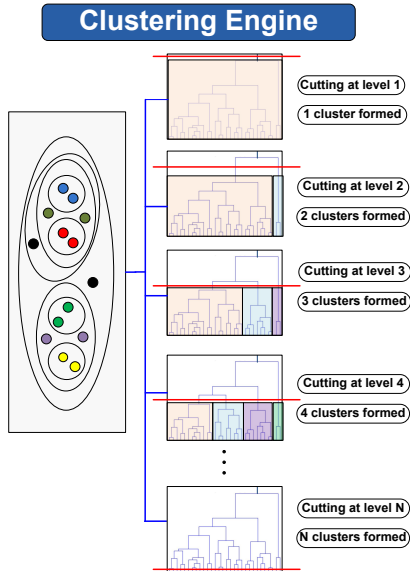 Clustering Engine
Cutting at level 1
1 cluster formed
Cutting at level 2
2 clusters formed
Cutting at level 3
3 clusters formed
Cutting at level 4
4 clusters formed
Cutting at level N
N clusters formed